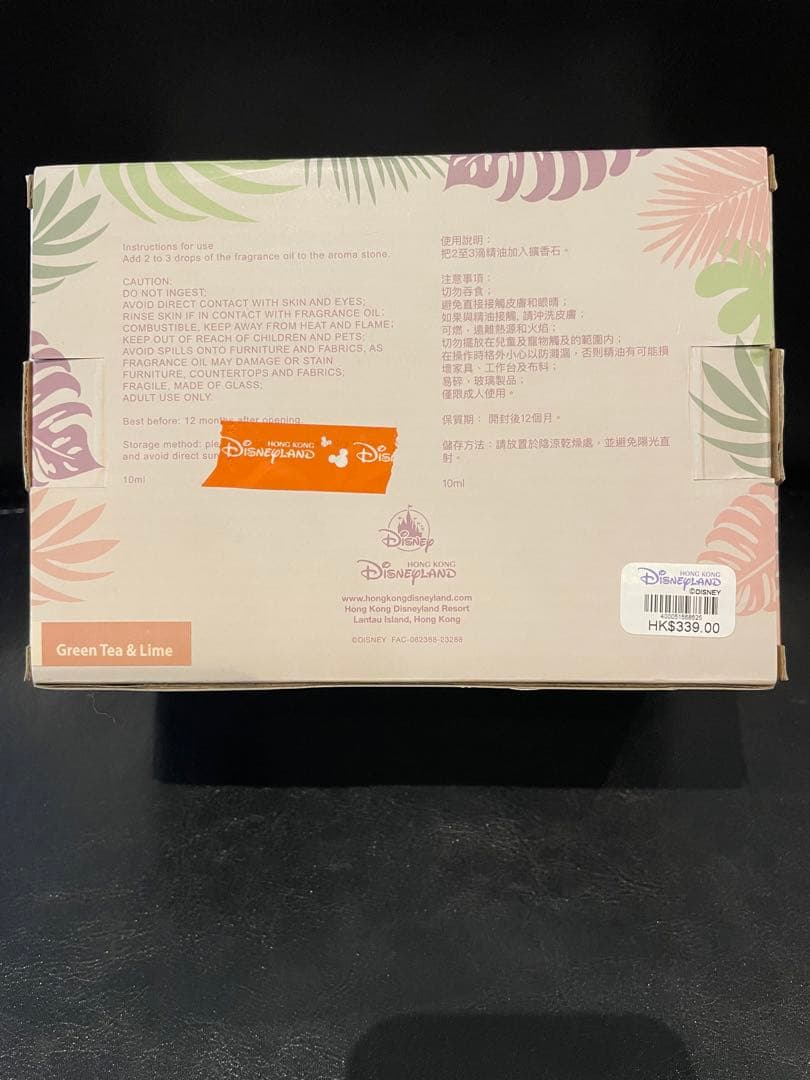 Instructions for use
Add 2 to 3 drops of the fragrance oil to the aroma stone.
CAUTION:
DO NOT INGEST;
AVOID DIRECT CONTACT WITH SKIN AND EYES;
RINSE SKIN IF IN CONTACT WITH FRAGRANCE OIL;
COMBUSTIBLE, KEEP AWAY FROM HEAT AND FLAME;
KEEP OUT OF REACH OF CHILDREN AND PETS;
AVOID SPILLS ONTO FURNITURE AND FABRICS, AS
FRAGRANCE OIL MAY DAMAGE OR STAIN
FURNITURE, COUNTERTOPS AND FABRICS;
FRAGILE, MADE OF GLASS;
ADULT USE ONLY.
Best before: 12 months after opening.
Storage method:
and avoid direct
10ml
使用說明：
把2至3滴精油加入擴香石。
注意事項：
切勿吞食；
避免直接接觸皮膚和眼睛；
如果與精油接觸, 請沖洗皮膚；
可燃，遠離熱源和火焰；
切勿擺放在兒童及寵物觸及的範圍內；
在操作時格外小心以防濺灑，否則精油有可能損
壞家具、工作台及布料；
易碎，玻璃製品；
僅限成人使用。
保質期： 開封後12個月。
儲存方法：請放置於陰涼乾燥處，並避免陽光直
射。
10ml
HONG KONG
DISNEYLAND
DIS
DISNEY
HONG KONG
DISNEYLAND
www.hongkongdisneyland.com
Hong Kong Disneyland Resort
Lantau Island, Hong Kong
©DISNEY FAC-062388-23288
HONG KONG
DISNEYLAND
©DISNEY
HK$339.00
Green Tea & Lime